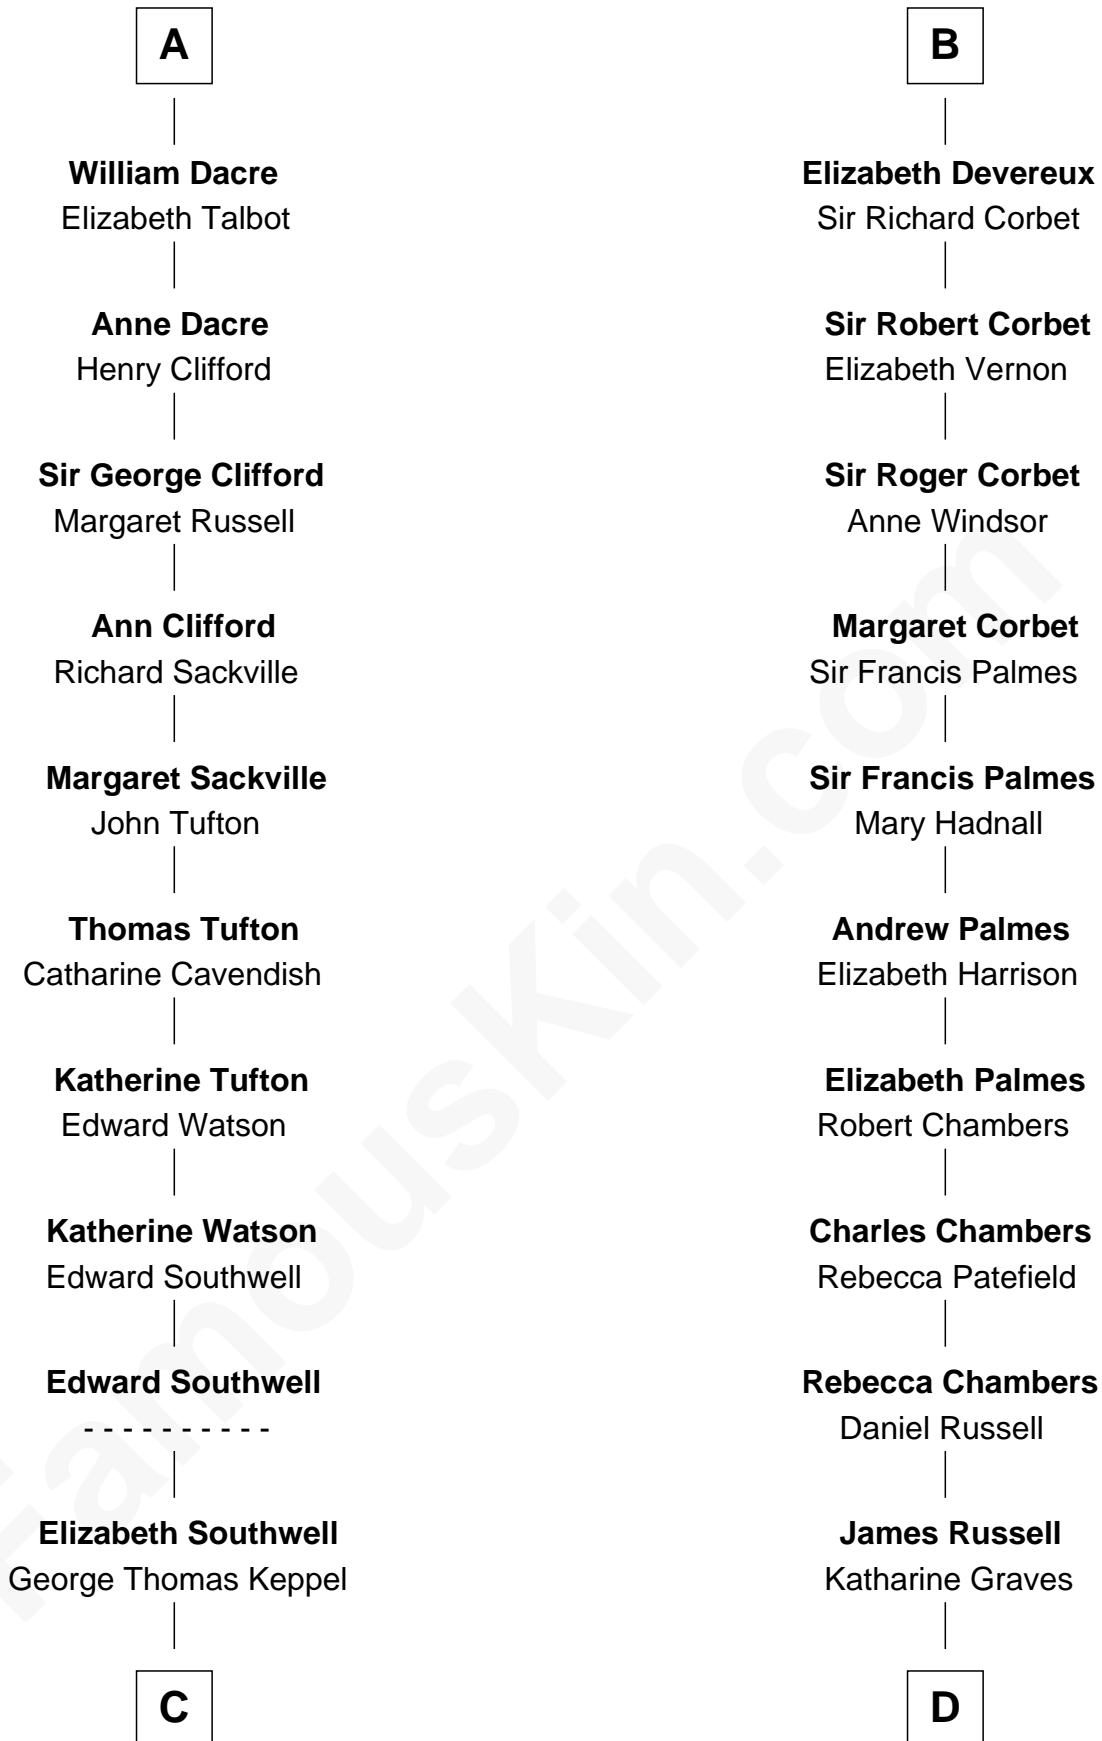 A
William Dacre
Elizabeth Talbot
Anne Dacre
Henry Clifford
Sir George Clifford
Margaret Russell
Ann Clifford
Richard Sackville
Margaret Sackville
John Tufton
Thomas Tufton
Catharine Cavendish
Katherine Tufton
Edward Watson
Katherine Watson
Edward Southwell
Edward Southwell
- - - - - - - - - -
Elizabeth Southwell
George Thomas Keppel
C
B
Elizabeth Devereux
Sir Richard Corbet
Sir Robert Corbet
Elizabeth Vernon
Sir Roger Corbet
Anne Windsor
Margaret Corbet
Sir Francis Palmes
Sir Francis Palmes
Mary Hadnall
Andrew Palmes
Elizabeth Harrison
Elizabeth Palmes
Robert Chambers
Charles Chambers
Rebecca Patefield
Rebecca Chambers
Daniel Russell
James Russell
Katharine Graves
D
FamousKin.com